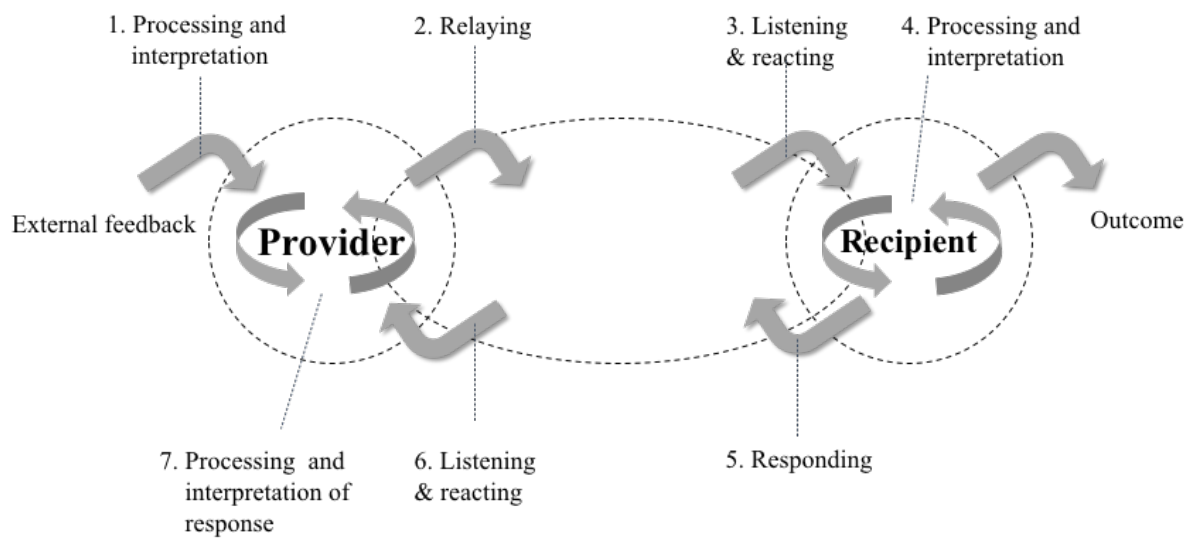 1. Processing and
interpretation
2. Relaying
3. Listening
& reacting
4. Processing and
interpretation
External feedback
Provider
Recipient
Outcome
7. Processing and
interpretation of
response
6. Listening
& reacting
5. Responding